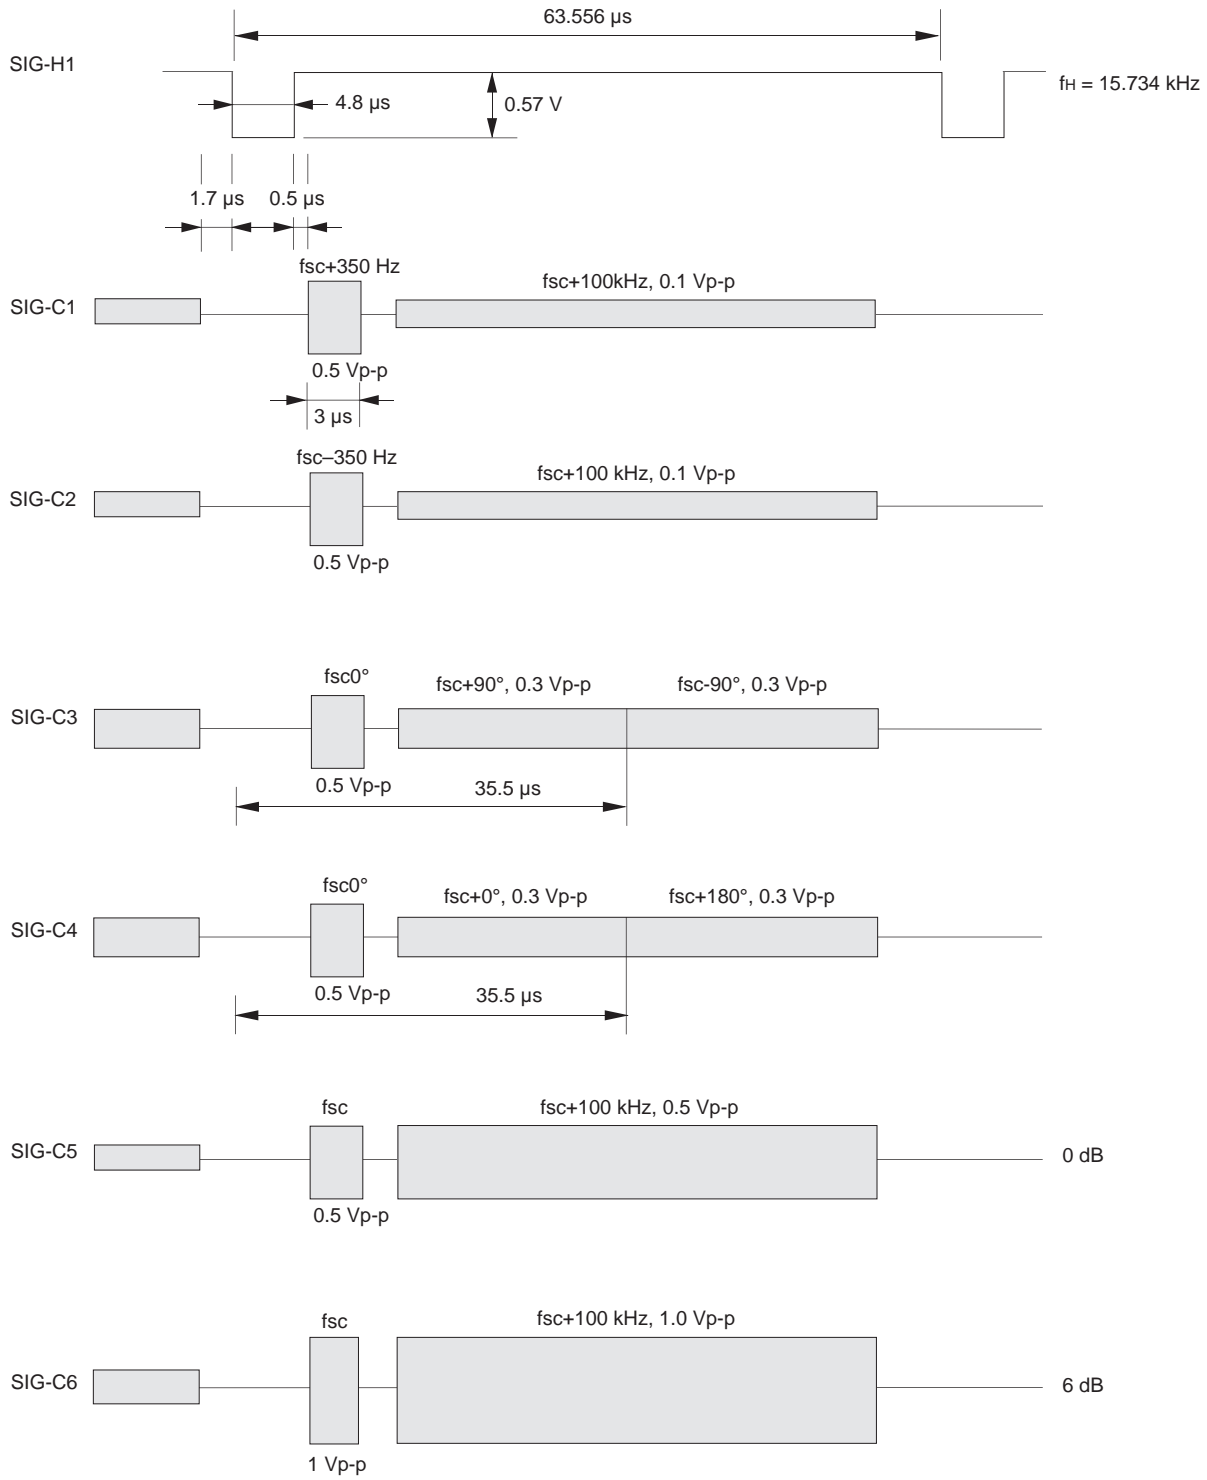 63.556 µs
SIG-H1
fH = 15.734 kHz
4.8 µs
0.57 V
1.7 µs
0.5 µs
fsc+350 Hz
fsc+100kHz, 0.1 Vp-p
SIG-C1
0.5 Vp-p
3 µs
fsc–350 Hz
fsc+100 kHz, 0.1 Vp-p
SIG-C2
0.5 Vp-p
fsc0°
fsc+90°, 0.3 Vp-p
fsc-90°, 0.3 Vp-p
SIG-C3
0.5 Vp-p
35.5 µs
fsc0°
fsc+0°, 0.3 Vp-p
fsc+180°, 0.3 Vp-p
SIG-C4
0.5 Vp-p
35.5 µs
fsc
fsc+100 kHz, 0.5 Vp-p
SIG-C5
0 dB
0.5 Vp-p
fsc
fsc+100 kHz, 1.0 Vp-p
SIG-C6
6 dB
1 Vp-p